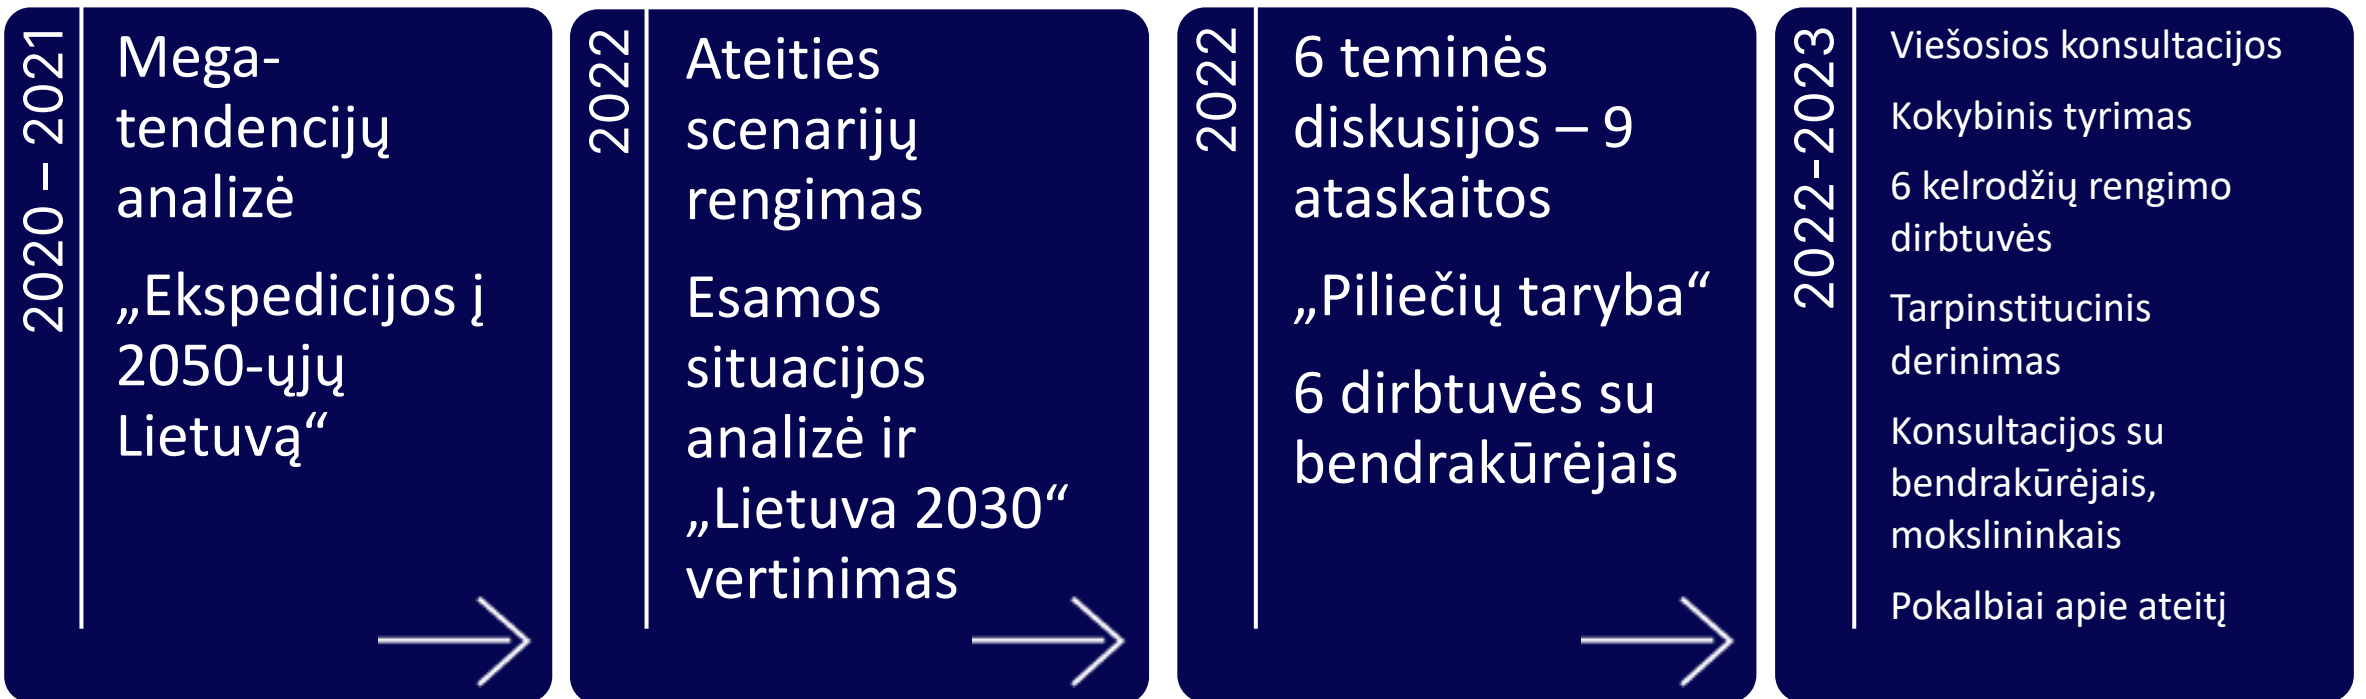 2020 – 2021
Mega-
tendencijų
analizė
„Ekspedicijos į
2050-ųjų
Lietuvą“
2022
Ateities
scenarijų
rengimas
Esamos
situacijos
analizė ir
„Lietuva 2030“
vertinimas
2022
6 teminės
diskusijos – 9
ataskaitos
„Piliečių taryba“
6 dirbtuvės su
bendrakūrėjais
2022-2023
Viešosios konsultacijos
Kokybinis tyrimas
6 kelrodžių rengimo
dirbtuvės
Tarpinstitucinis
derinimas
Konsultacijos su
bendrakūrėjais,
mokslininkais
Pokalbiai apie ateitį